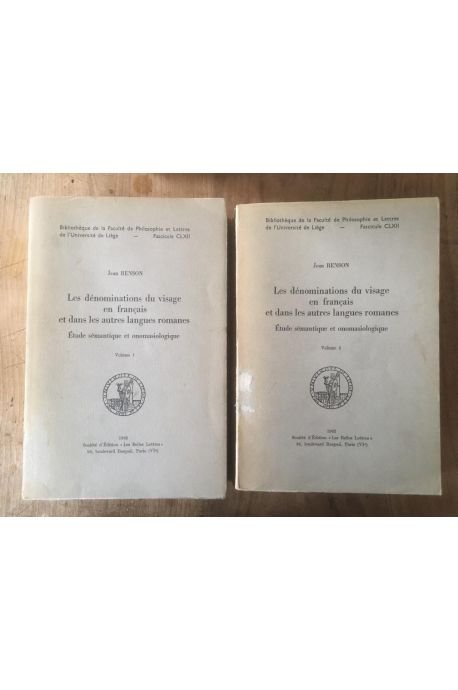 Bibliothèque de la Faculté de Philosophie et Lettres
de l'Université de Liège — Fascicule CLXII
Jean RENSON
Les dénominations du visage
en français
et dans les autres langues romanes
Étude sémantique et onomasiologique
Volume 1
1962
Société d'Édition « Les Belles Lettres »
95, boulevard Raspail, Paris (VIe)
Bibliothèque de la Faculté de Philosophie et Lettres
de l'Université de Liège — Fascicule CLXII
Jean RENSON
Les dénominations du visage
en français
et dans les autres langues romanes
Étude sémantique et onomasiologique
Volume 2
1962
Société d'Édition « Les Belles Lettres »
95, boulevard Raspail, Paris (VIe)